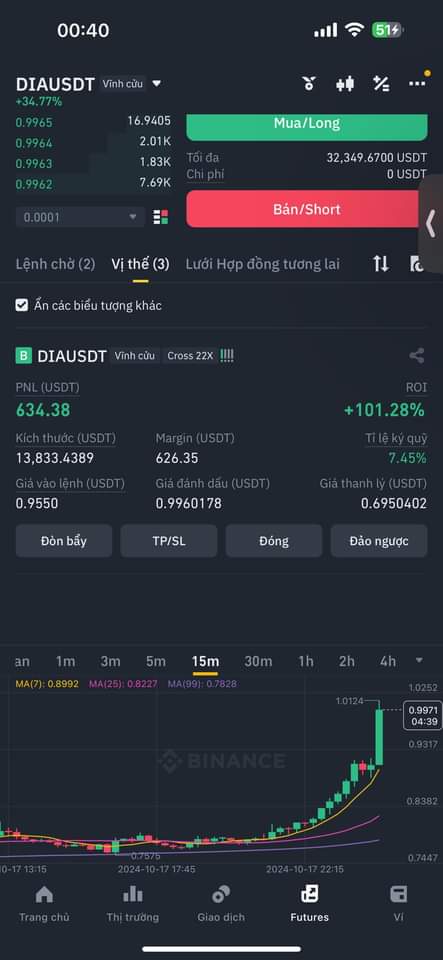 00:40
51
DIAUSDT Vĩnh cửu
+34.77%
0.9965 16.9405
0.9964 2.01K
0.9963 1.83K
0.9962 7.69K
0.0001
Mua/Long
Tối đa 32,349.6700 USDT
Chi phí 0 USDT
Bán/Short
Lệnh chờ (2) Vị thế (3) Lưới Hợp đồng tương lai
Ẩn các biểu tượng khác
B DIAUSDT Vĩnh cửu Cross 22X !!!!
PNL (USDT) ROI
634.38 +101.28%
Kích thước (USDT) Margin (USDT) Tỉ lệ ký quỹ
13,833.4389 626.35 7.45%
Giá vào lệnh (USDT) Giá đánh dấu (USDT) Giá thanh lý (USDT)
0.9550 0.9960178 0.6950402
Đòn bẩy TP/SL Đóng Đảo ngược
an 1m 3m 5m 15m 30m 1h 2h 4h
MA(7): 0.8992 MA(25): 0.8227 MA(99): 0.7828
1.0252
1.0124
0.9971
04:39
0.9317
BINANCE
0.8382
0.7575
0.7447
10-17 13:15 2024-10-17 17:45 2024-10-17 22:15
Trang chủ Thị trường Giao dịch Futures Ví